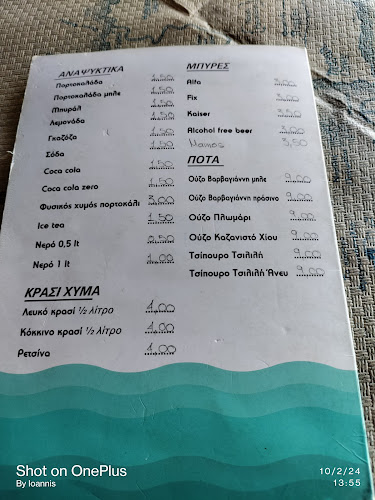 ΑΝΑΨΥΚΤΙΚΑ
Πορτοκαλάδα 1,50
Πορτοκαλάδα μπλε 1,50
Μπυράλ 1,50
Λεμονάδα 1,50
Γκαζόζα 1,50
Σόδα
Coca cola 1,50
Coca cola zero 1,50
Φυσικός χυμός πορτοκάλι 3,00
Ice tea 1,50
Νερό 0,5 lt 0,50
Νερό 1 lt 1,00
ΚΡΑΣΙ ΧΥΜΑ
Λευκό κρασί ½ λίτρο 4,00
Κόκκινο κρασί ½ λίτρο 4,00
Ρετσίνα 4,00
ΜΠΥΡΕΣ
Alfa 3,00
Fix 3,00
Kaiser 3,50
Alcohol free beer
Mamos 3,50
ΠΟΤΑ
Ούζο Βαρβαγιάννη μπλε 9,00
Ούζο Βαρβαγιάννη πράσινο 9,00
Ούζο Πλωμάρι 9,00
Ούζο Καζανιστό Χίου 9,00
Τσίπουρο Τσιλιλή 9,00
Τσίπουρο Τσιλιλή Άνευ 9,00
Shot on OnePlus
By Ioannis
10/2/24
13:55